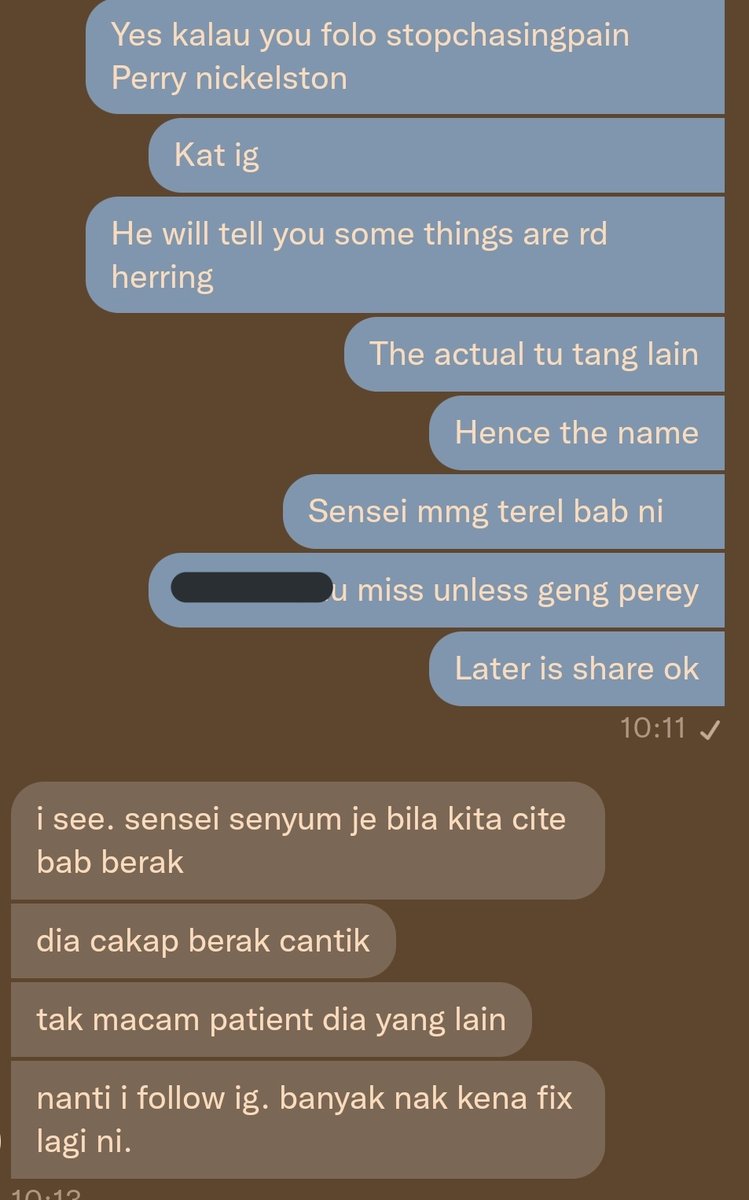 Yes kalau you folo stopchasingpain
Perry nickelston
Kat ig
He will tell you some things are rd
herring
The actual tu tang lain
Hence the name
Sensei mmg terel bab ni
u miss unless geng perey
Later is share ok
10:11
i see. sensei senyum je bila kita cite
bab berak
dia cakap berak cantik
tak macam patient dia yang lain
nanti i follow ig. banyak nak kena fix
lagi ni.